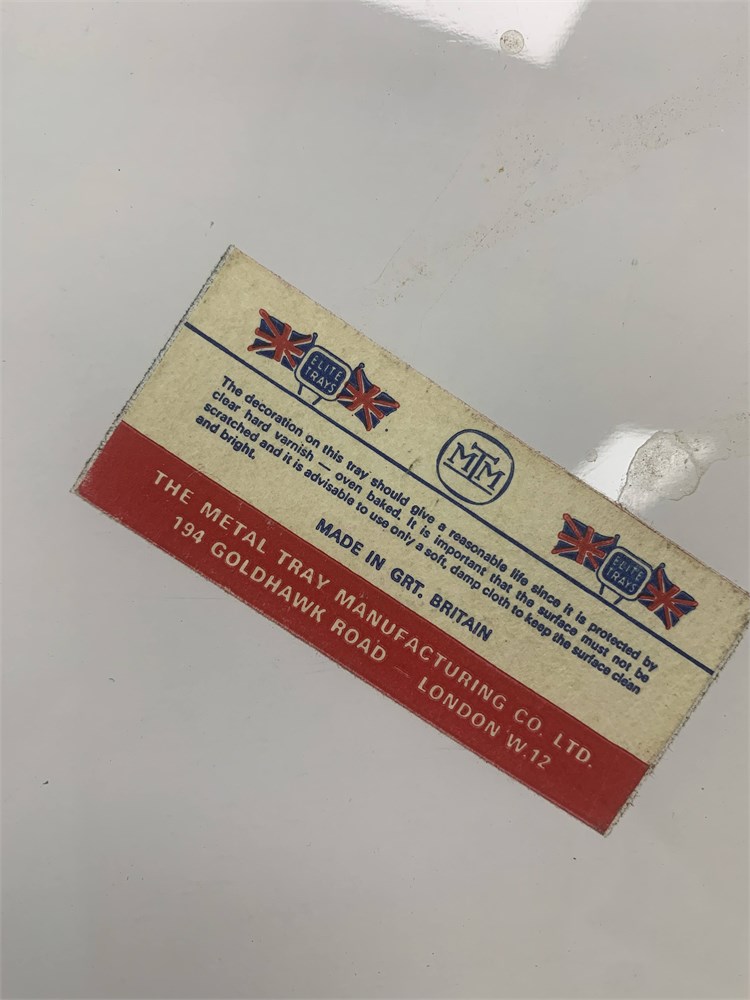 ELITE
TRAYS
MTM
ELITE
TRAYS
The decoration on this tray should give a reasonable life since it is protected by
clear hard varnish — oven baked. It is important that the surface must not be
scratched and it is advisable to use only a soft, damp cloth to keep the surface clean
and bright.
MADE IN GRT. BRITAIN
THE METAL TRAY MANUFACTURING CO. LTD.
194 GOLDHAWK ROAD — LONDON W.12